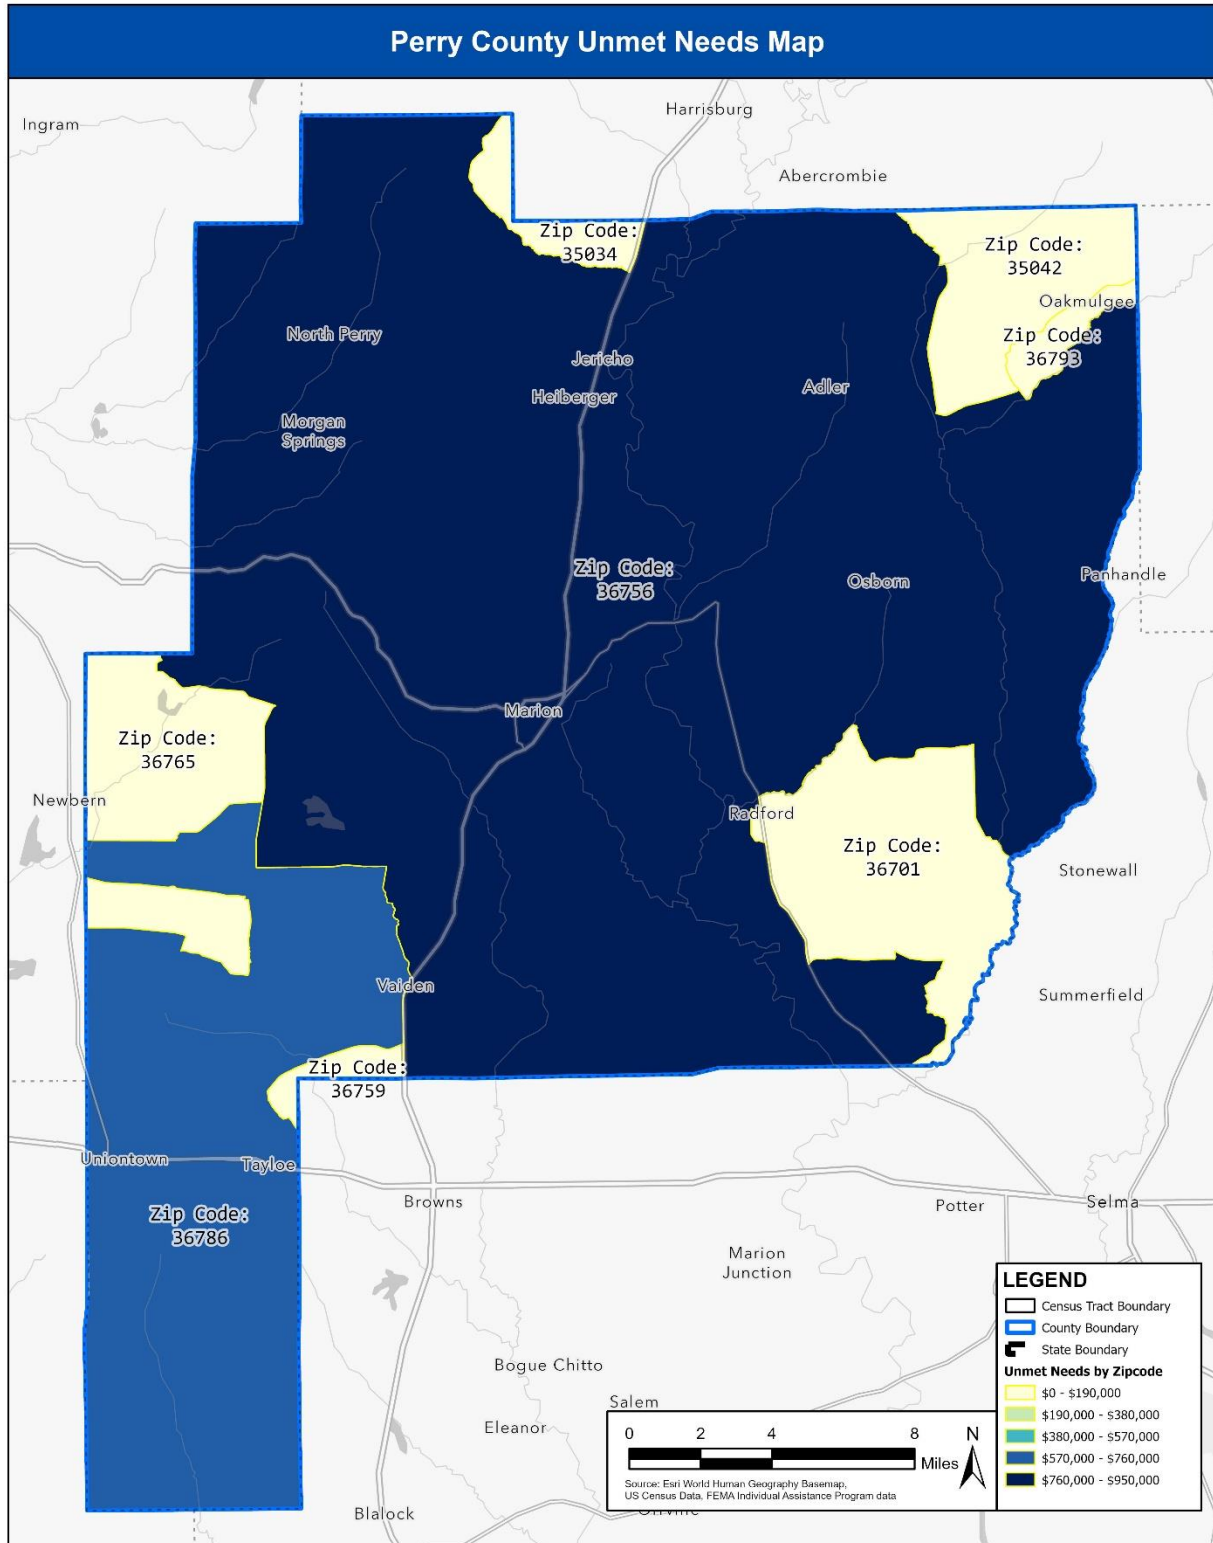 Perry County Unmet Needs Map
Harrisburg
Ingram
Abercrombie
Zip Code:
35034
Zip Code:
35042
Oakmulgee
North Perry
Zip Code:
36793
Jericho
Heiberger
Adler
Morgan
Springs
Zip Code:
36756
Osborn
Panhandle
Marion
Zip Code:
36765
Newbern
Radford
Zip Code:
36701
Stonewall
Vaiden
Summerfield
Zip Code:
36759
Uniontown
Tayloe
Browns
Potter
Selma
Zip Code:
36786
Marion
Junction
Bogue Chitto
Salem
Eleanor
Blalock
LEGEND
Census Tract Boundary
County Boundary
State Boundary
Unmet Needs by Zipcode
$0 - $190,000
$190,000 - $380,000
$380,000 - $570,000
$570,000 - $760,000
$760,000 - $950,000
0 2 4 8
Miles
N
Source: Esri World Human Geography Basemap,
US Census Data, FEMA Individual Assistance Program data